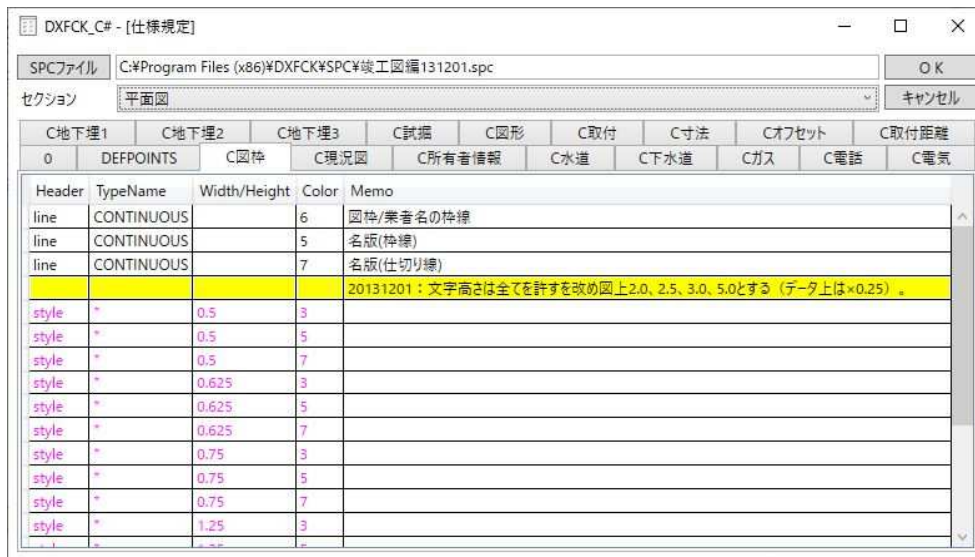 DXFCK_C# - [仕様規定]
SPCファイル C:¥Program Files (x86)¥DXFCK¥SPC¥竣工図編131201.spc OK
セクション 平面図 キャンセル
C地下埋1 C地下埋2 C地下埋3 C試掘 C図形 C取付 C寸法 Cオフセット C取付距離
0 DEFPOINTS C図枠 C現況図 C所有者情報 C水道 C下水道 Cガス C電話 C電気
Header TypeName Width/Height Color Memo
line CONTINUOUS 6 図枠/業者名の枠線
line CONTINUOUS 5 名版(枠線)
line CONTINUOUS 7 名版(仕切り線)
20131201：文字高さは全てを許すを改め図上2.0、2.5、3.0、5.0とする（データ上は×0.25）。
style * 0.5 3
style * 0.5 5
style * 0.5 7
style * 0.625 3
style * 0.625 5
style * 0.625 7
style * 0.75 3
style * 0.75 5
style * 0.75 7
style * 1.25 3